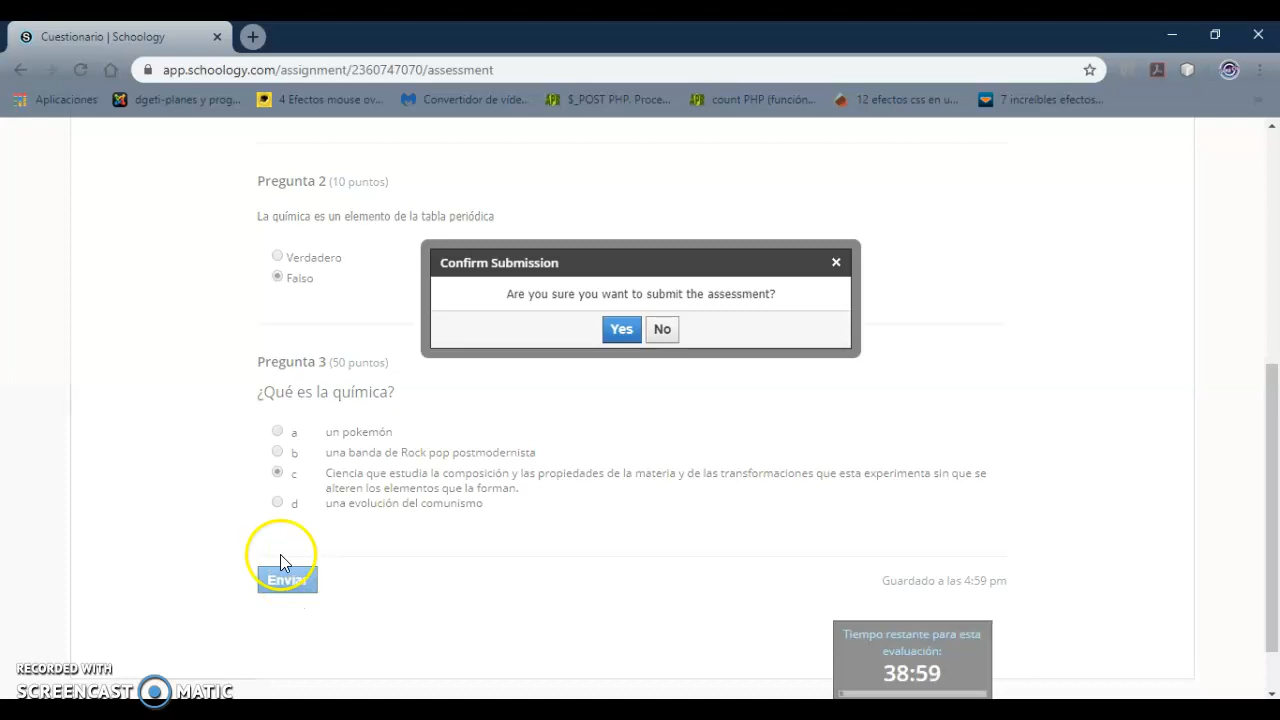 Cuestionario | Schoology
app.schoology.com/assignment/2360747070/assessment
Aplicaciones
dgeti-planes y prog...
4 Efectos mouse ov...
Convertidor de víde...
$_POST PHP. Proce...
count PHP (función...
12 efectos css en u...
7 increíbles efectos...
Pregunta 2 (10 puntos)
La química es un elemento de la tabla periódica
Verdadero
Falso
Confirm Submission
Are you sure you want to submit the assessment?
Yes
No
Pregunta 3 (50 puntos)
¿Qué es la química?
a un pokemón
b una banda de Rock pop postmodernista
c Ciencia que estudia la composición y las propiedades de la materia y de las transformaciones que esta experimenta sin que se
alteren los elementos que la forman.
d una evolución del comunismo
Enviar
Guardado a las 4:59 pm
Tiempo restante para esta
evaluación:
38:59
RECORDED WITH
SCREENCAST MATIC